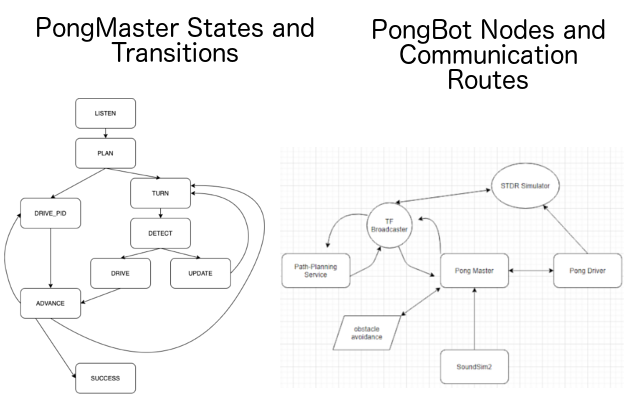 PongMaster States and
Transitions
PongBot Nodes and
Communication
Routes
LISTEN
PLAN
TURN
DRIVE_PID
DETECT
DRIVE
UPDATE
ADVANCE
SUCCESS
STDR Simulator
TF
Broadcaster
Path-Planning
Service
Pong Master
Pong Driver
obstacle
avoidance
SoundSim2